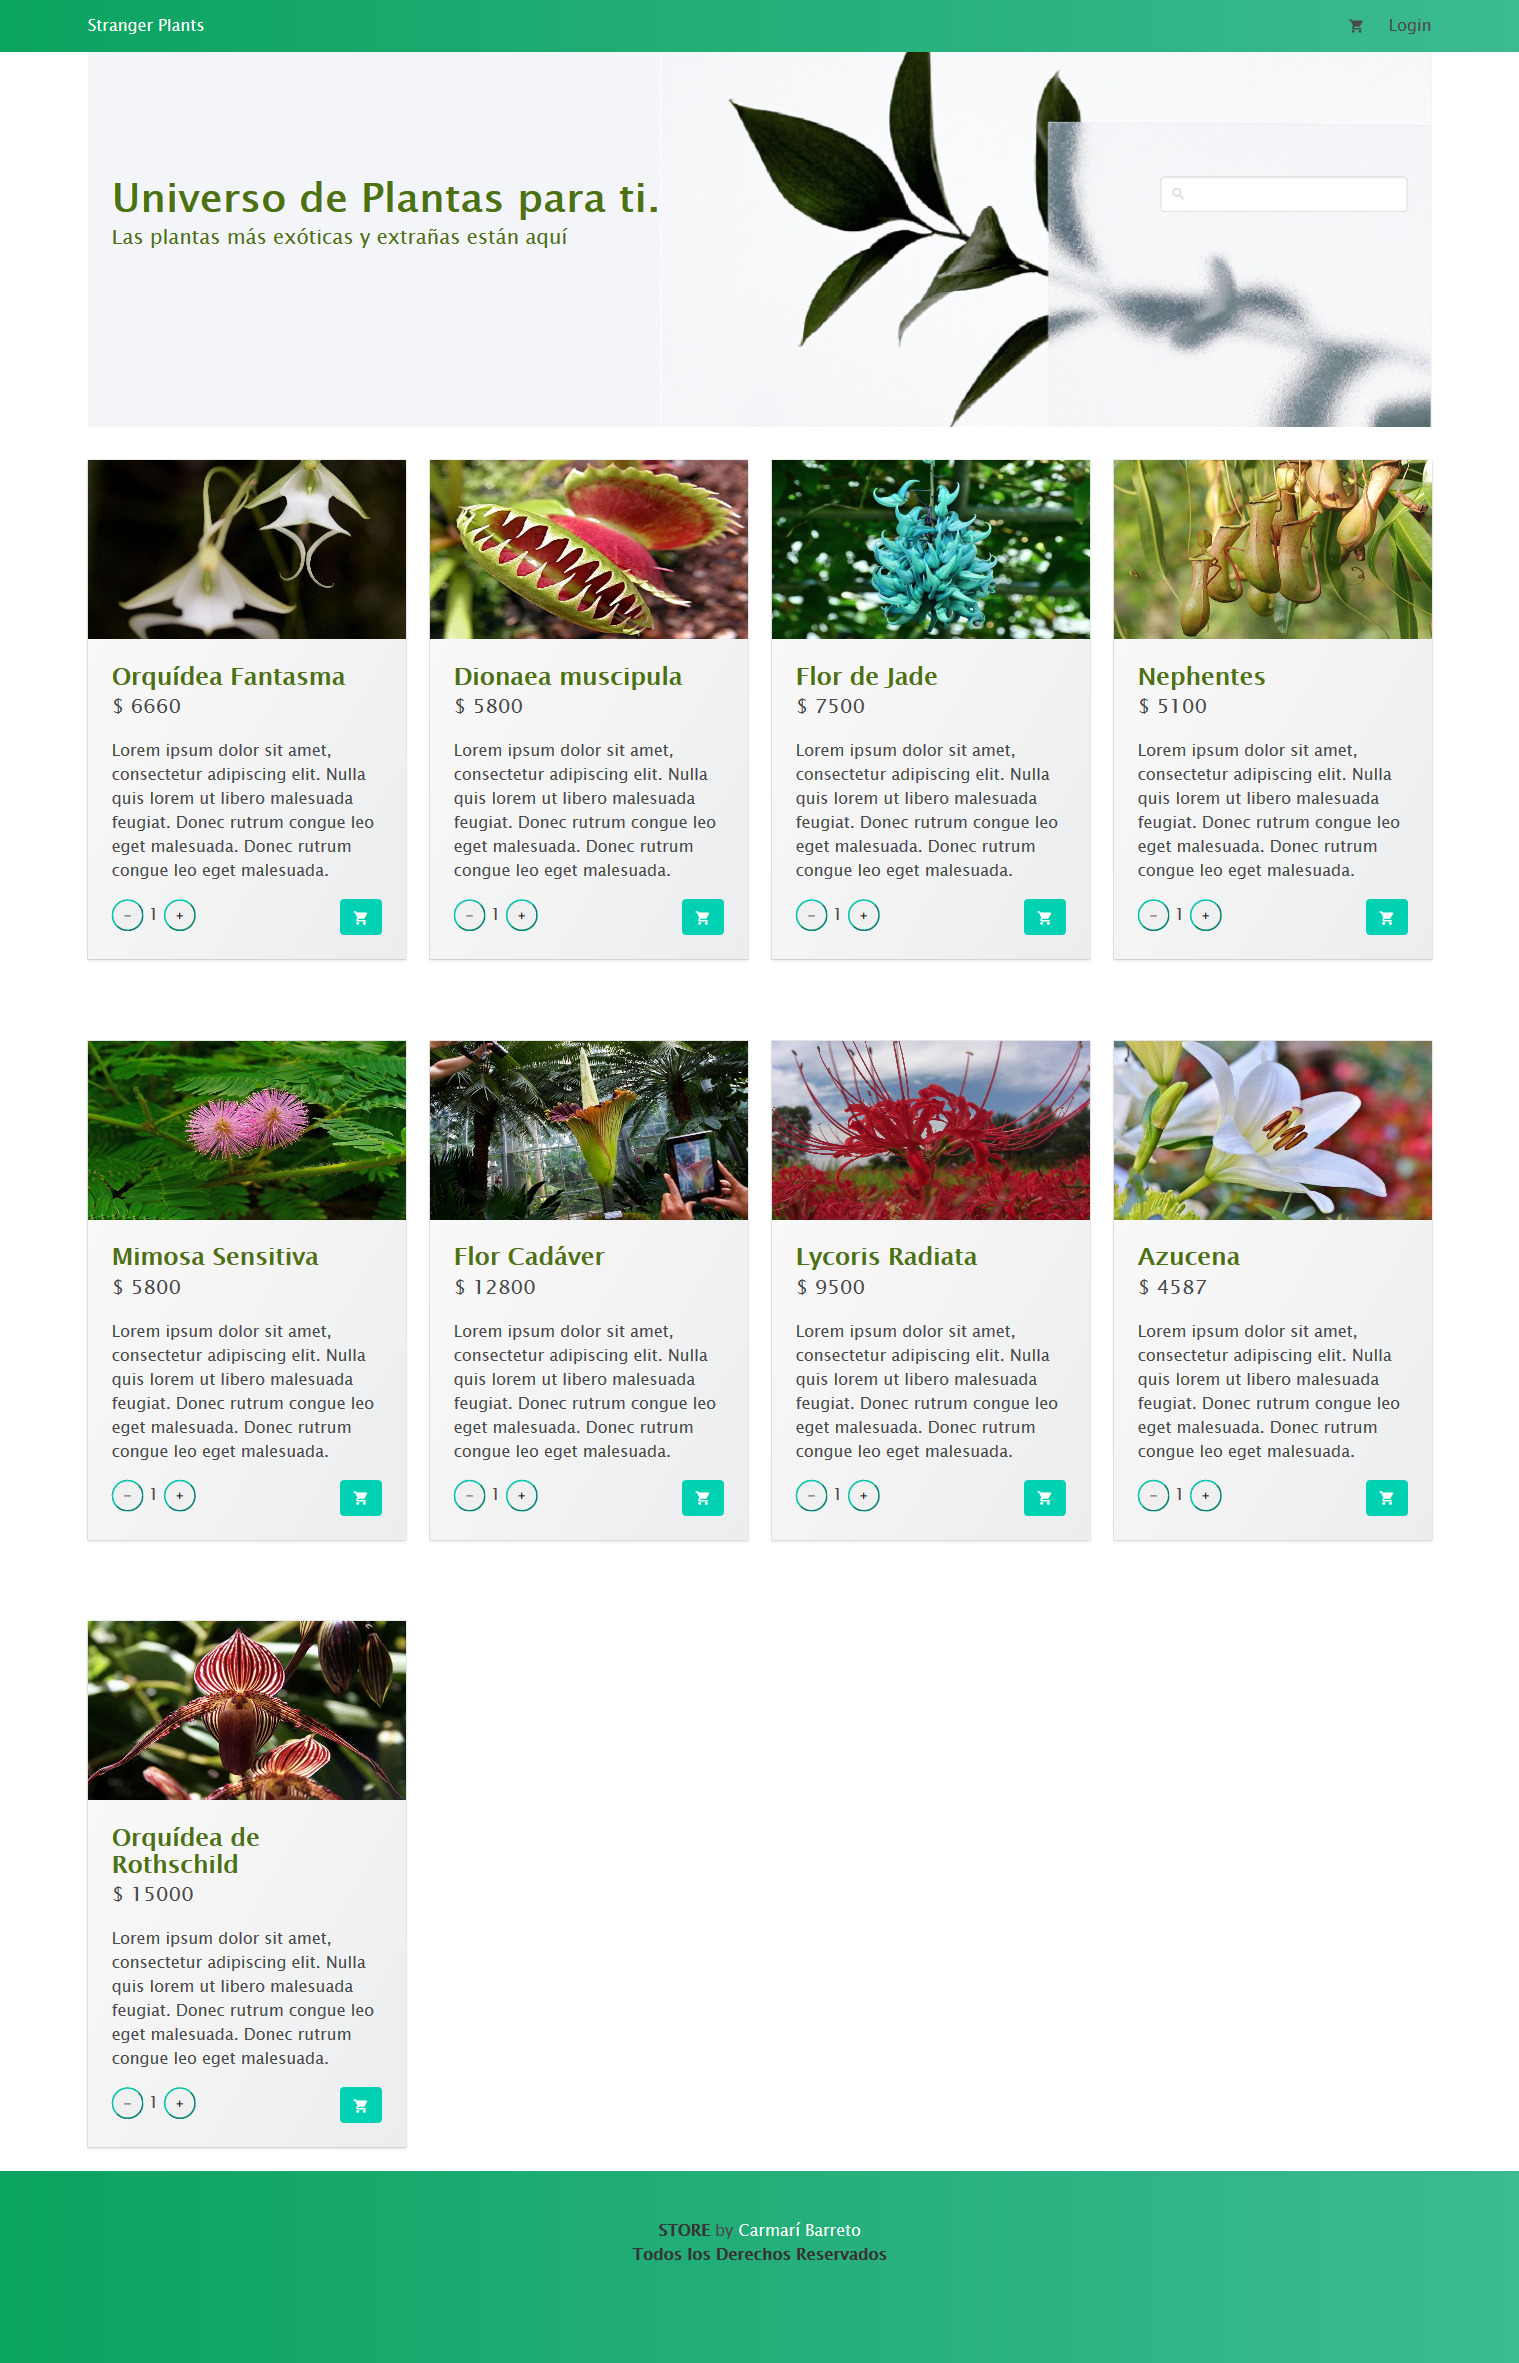 Stranger Plants
Login
Universo de Plantas para ti.
Las plantas más exóticas y extrañas están aquí
Orquídea Fantasma
$ 6660
Lorem ipsum dolor sit amet,
consectetur adipiscing elit. Nulla
quis lorem ut libero malesuada
feugiat. Donec rutrum congue leo
eget malesuada. Donec rutrum
congue leo eget malesuada.
− 1 +
Dionaea muscipula
$ 5800
Lorem ipsum dolor sit amet,
consectetur adipiscing elit. Nulla
quis lorem ut libero malesuada
feugiat. Donec rutrum congue leo
eget malesuada. Donec rutrum
congue leo eget malesuada.
− 1 +
Flor de Jade
$ 7500
Lorem ipsum dolor sit amet,
consectetur adipiscing elit. Nulla
quis lorem ut libero malesuada
feugiat. Donec rutrum congue leo
eget malesuada. Donec rutrum
congue leo eget malesuada.
− 1 +
Nephentes
$ 5100
Lorem ipsum dolor sit amet,
consectetur adipiscing elit. Nulla
quis lorem ut libero malesuada
feugiat. Donec rutrum congue leo
eget malesuada. Donec rutrum
congue leo eget malesuada.
− 1 +
Mimosa Sensitiva
$ 5800
Lorem ipsum dolor sit amet,
consectetur adipiscing elit. Nulla
quis lorem ut libero malesuada
feugiat. Donec rutrum congue leo
eget malesuada. Donec rutrum
congue leo eget malesuada.
− 1 +
Flor Cadáver
$ 12800
Lorem ipsum dolor sit amet,
consectetur adipiscing elit. Nulla
quis lorem ut libero malesuada
feugiat. Donec rutrum congue leo
eget malesuada. Donec rutrum
congue leo eget malesuada.
− 1 +
Lycoris Radiata
$ 9500
Lorem ipsum dolor sit amet,
consectetur adipiscing elit. Nulla
quis lorem ut libero malesuada
feugiat. Donec rutrum congue leo
eget malesuada. Donec rutrum
congue leo eget malesuada.
− 1 +
Azucena
$ 4587
Lorem ipsum dolor sit amet,
consectetur adipiscing elit. Nulla
quis lorem ut libero malesuada
feugiat. Donec rutrum congue leo
eget malesuada. Donec rutrum
congue leo eget malesuada.
− 1 +
Orquídea de
Rothschild
$ 15000
Lorem ipsum dolor sit amet,
consectetur adipiscing elit. Nulla
quis lorem ut libero malesuada
feugiat. Donec rutrum congue leo
eget malesuada. Donec rutrum
congue leo eget malesuada.
− 1 +
STORE by Carmarí Barreto
Todos los Derechos Reservados